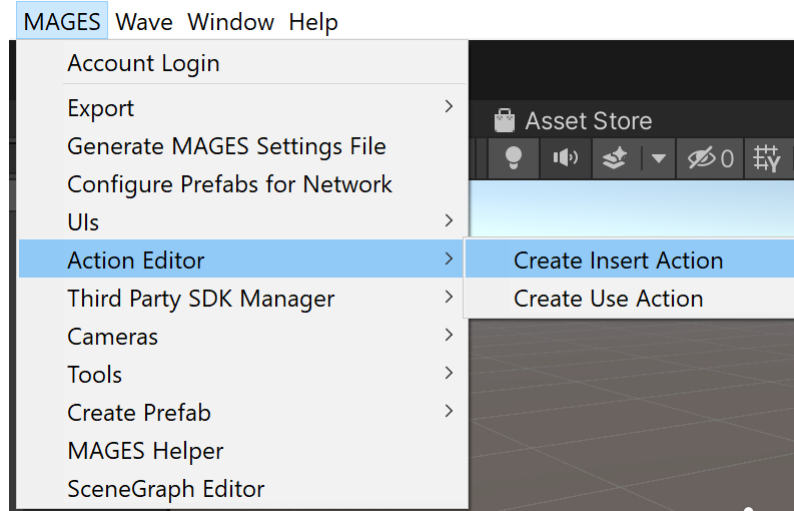 MAGES Wave Window Help
Account Login
Export
Asset Store
Generate MAGES Settings File
0
Configure Prefabs for Network
UIs
Action Editor
Create Insert Action
Third Party SDK Manager
Create Use Action
Cameras
Tools
Create Prefab
MAGES Helper
SceneGraph Editor